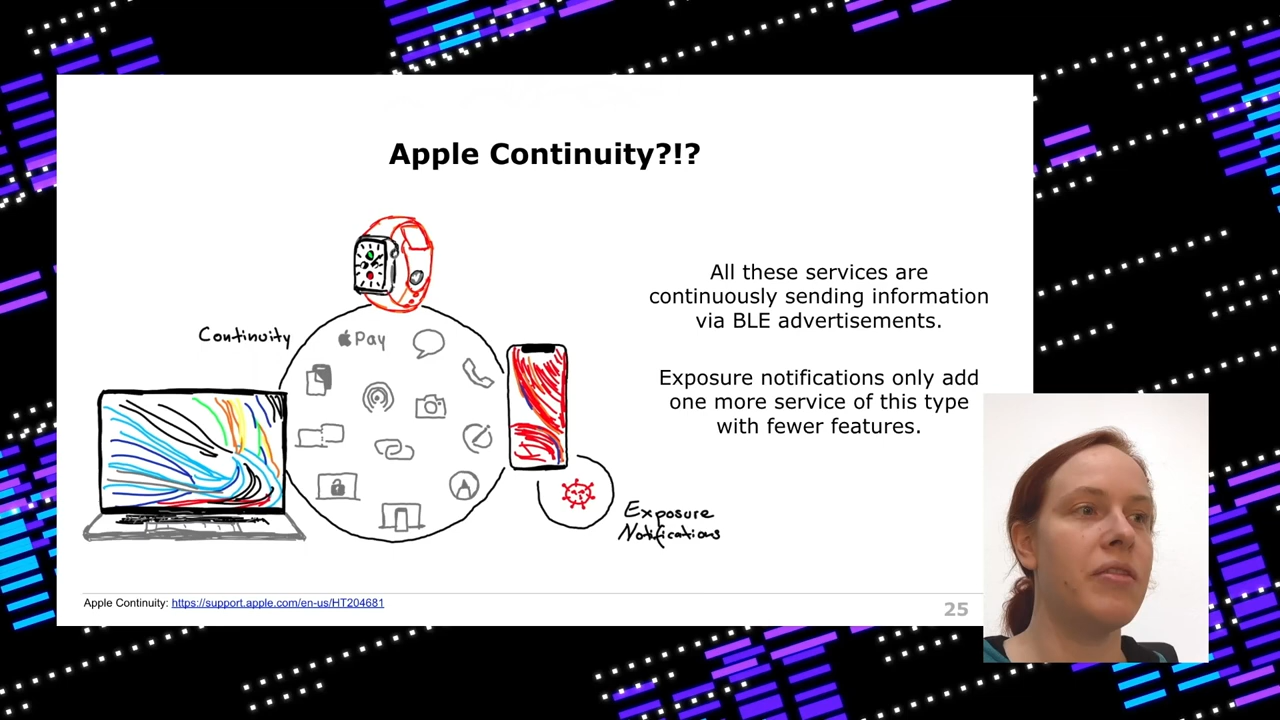 Apple Continuity?!?
Continuity
Pay
All these services are
continuously sending information
via BLE advertisements.
Exposure notifications only add
one more service of this type
with fewer features.
Exposure
Notifications
Apple Continuity: https://support.apple.com/en-us/HT204681
25